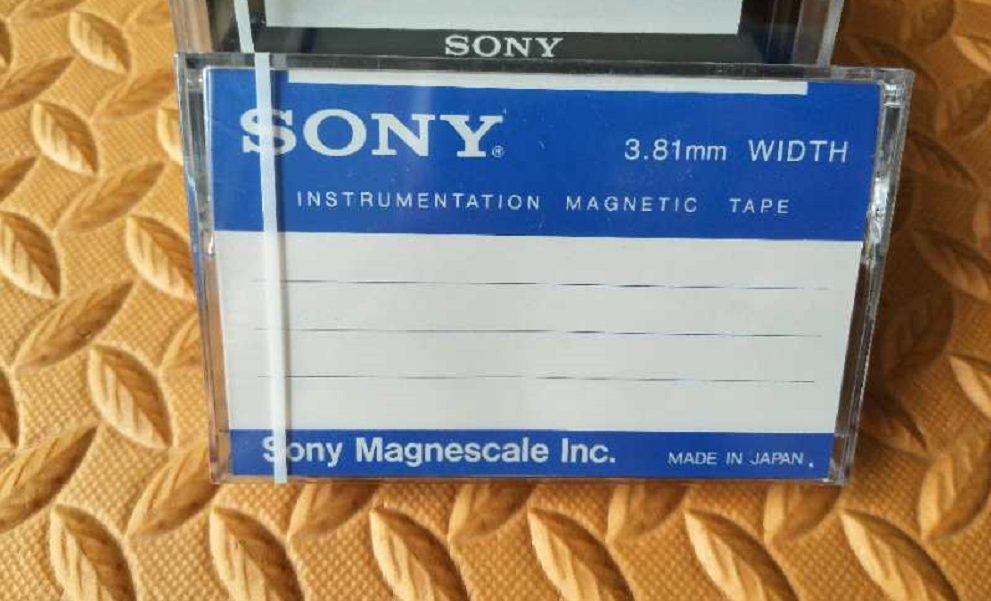 SONY
SONY®
3.81mm WIDTH
INSTRUMENTATION MAGNETIC TAPE
Sony Magnescale Inc.
MADE IN JAPAN.